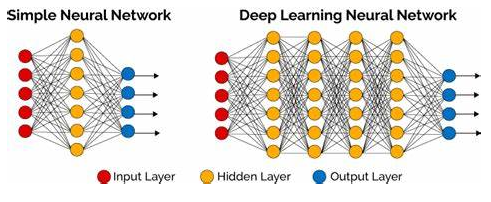 Simple Neural Network
Deep Learning Neural Network
Input Layer
Hidden Layer
Output Layer